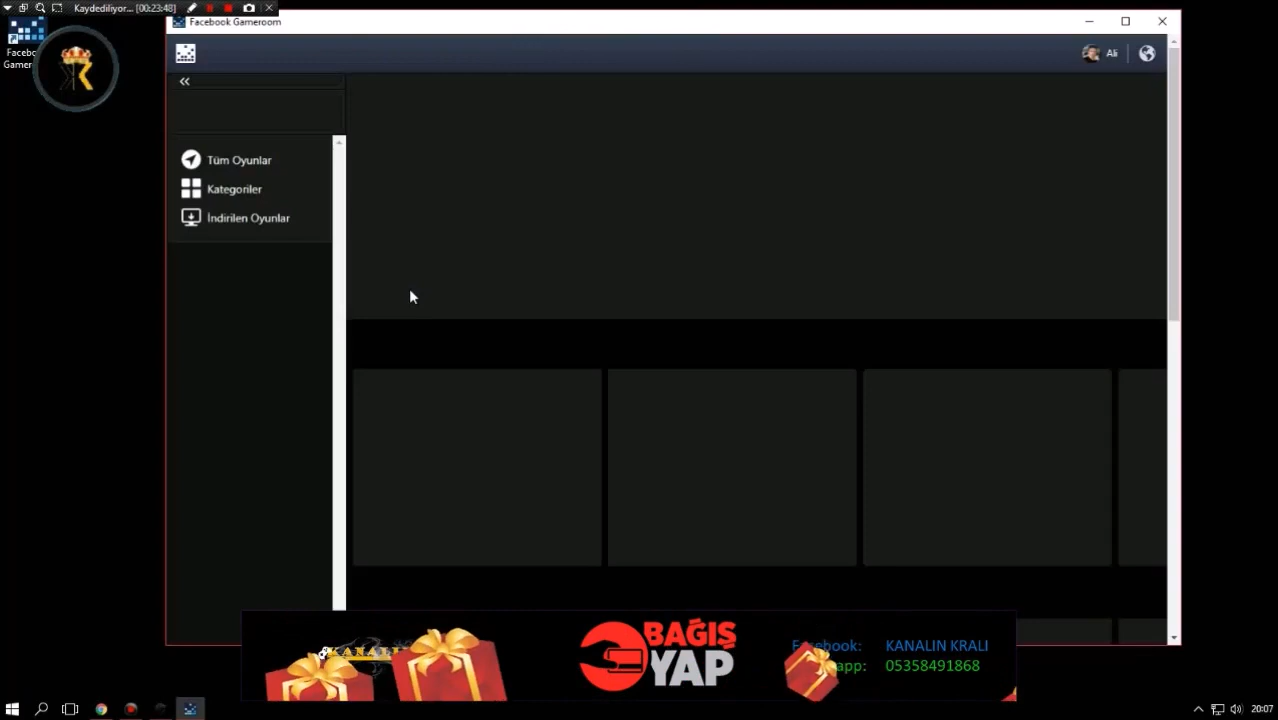 Kaydediliyor... [00:23:48]
Facebook Gameroom
Ali
Tüm Oyunlar
Kategoriler
İndirilen Oyunlar
BAĞIŞ
YAP
Facebook: KANALIN KRALI
app: 05358491868
20:07